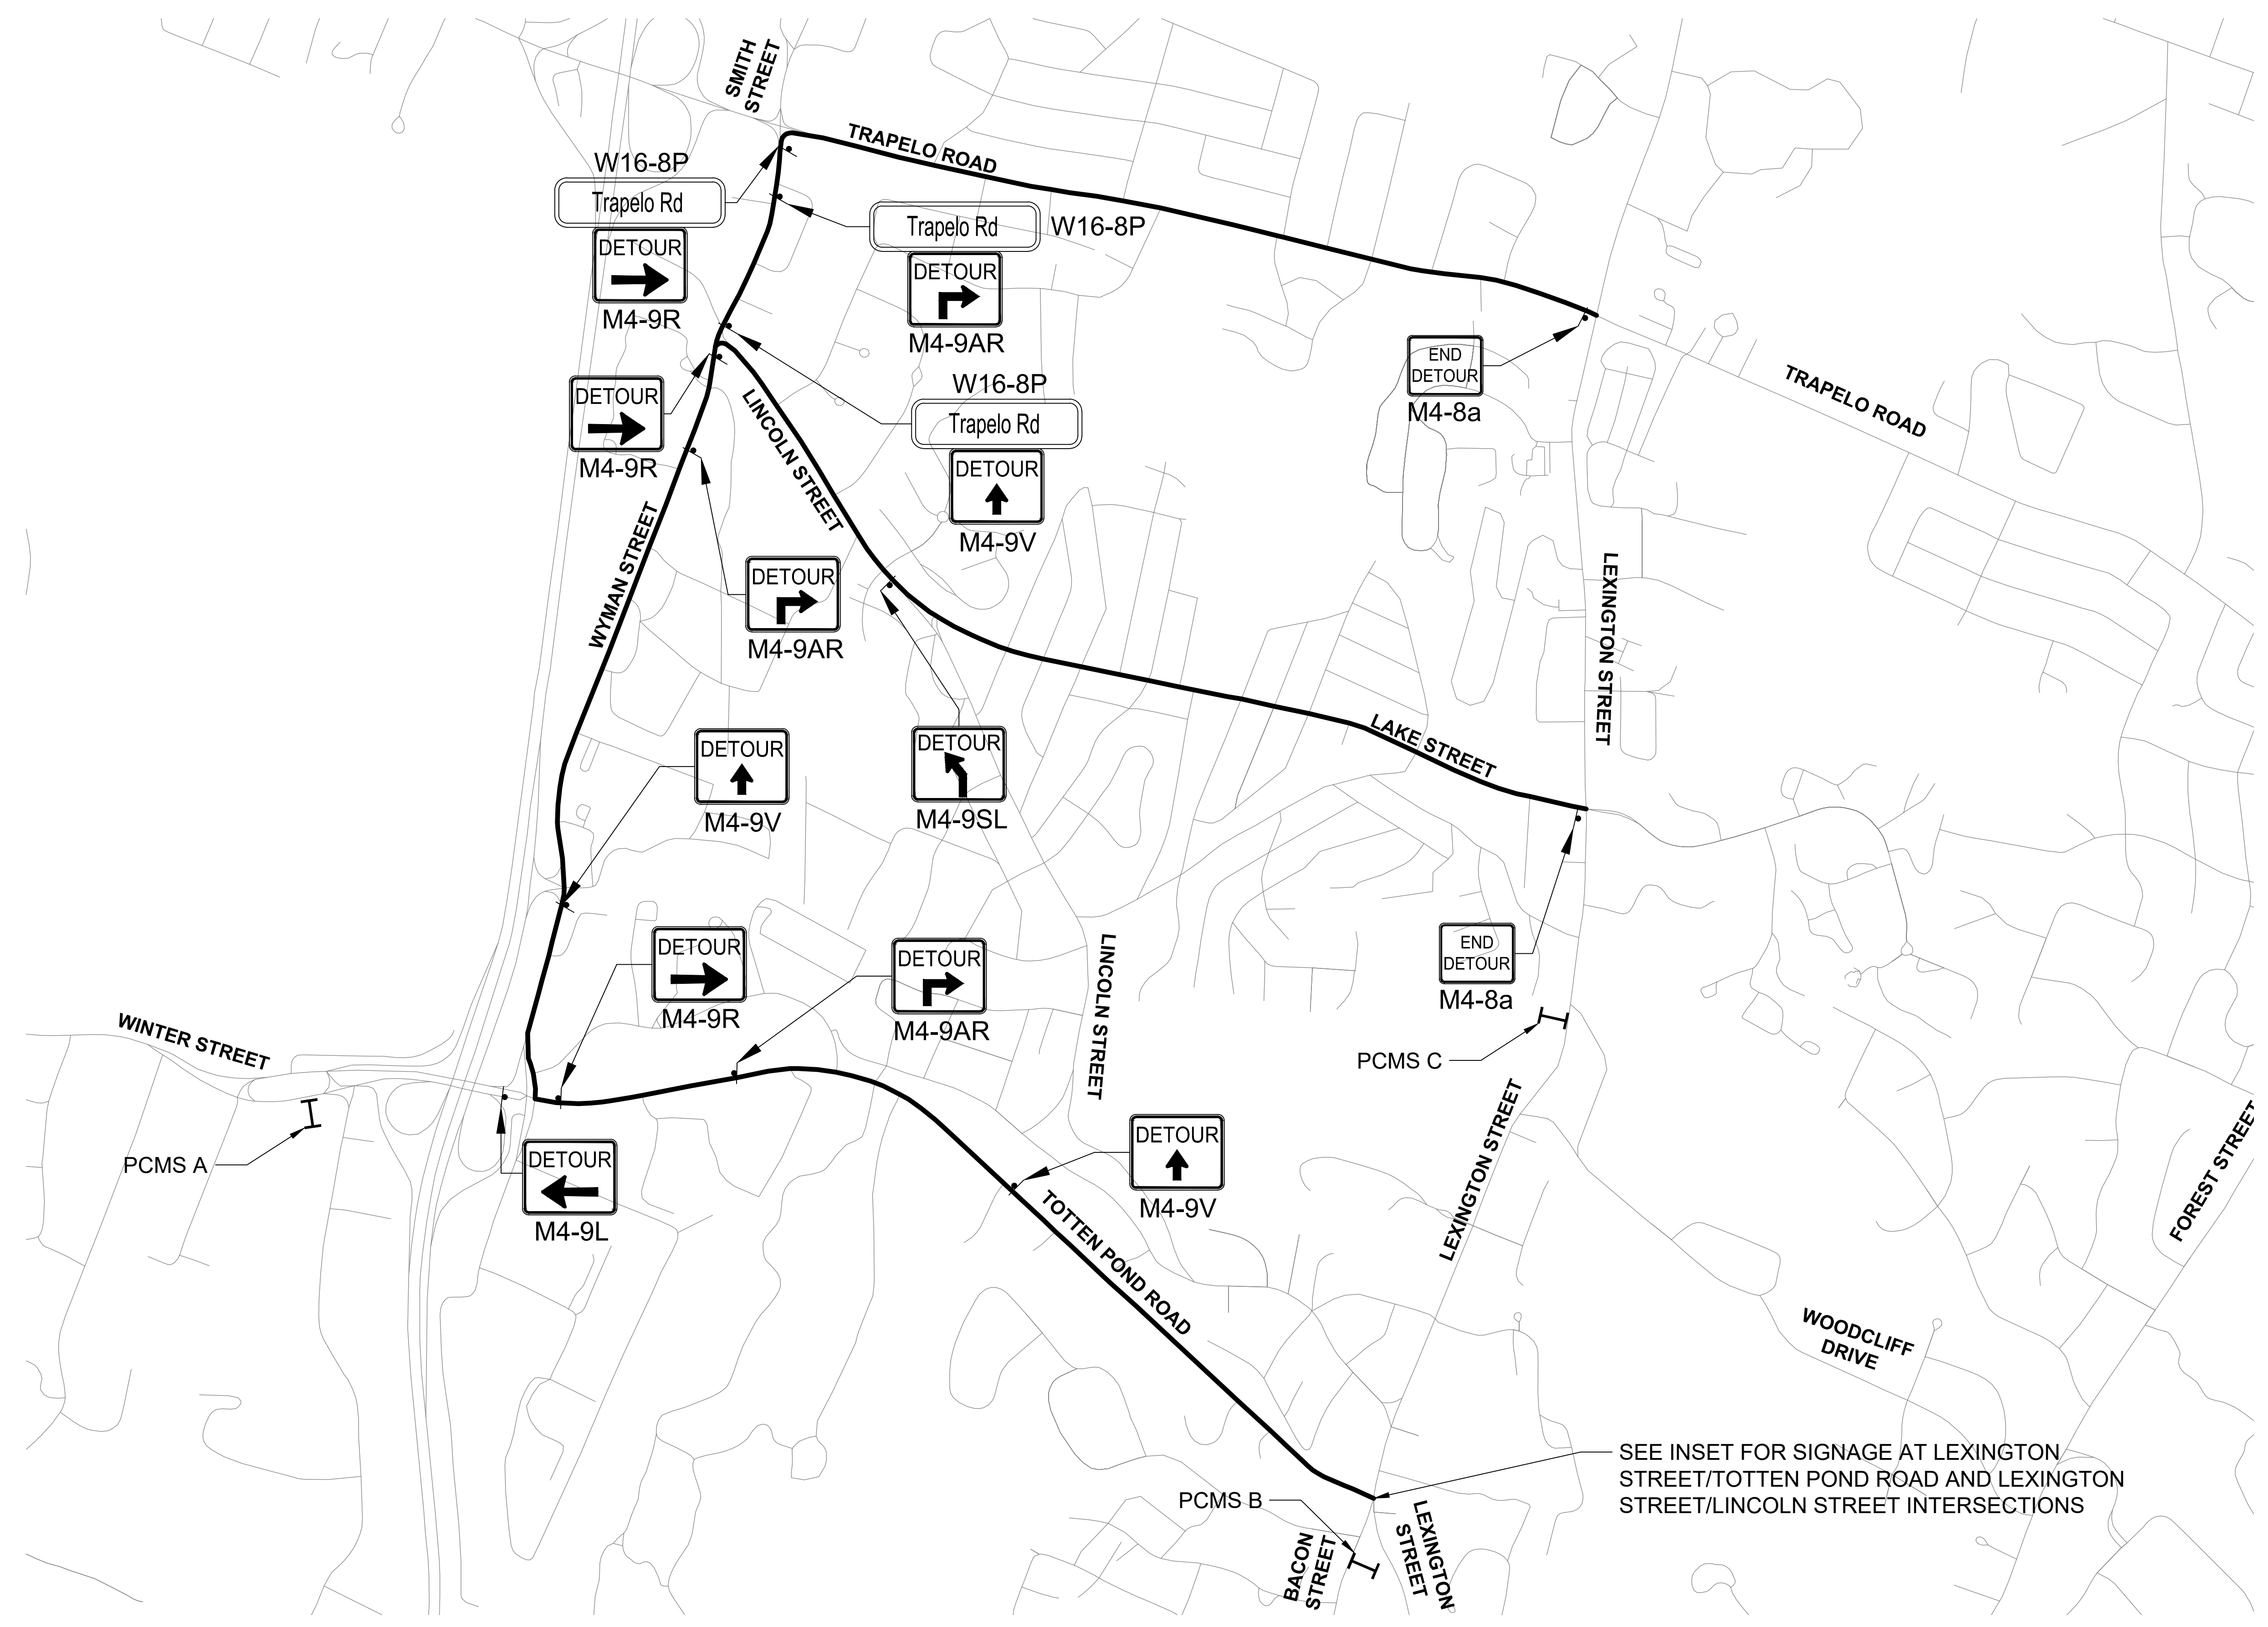 SMITH
STREET
TRAPELO ROAD
W16-8P
Trapelo Rd
DETOUR
M4-9R
Trapelo Rd
W16-8P
DETOUR
M4-9AR
END
DETOUR
M4-8a
TRAPELO ROAD
DETOUR
M4-9R
LINCOLN STREET
W16-8P
Trapelo Rd
DETOUR
M4-9V
WYMAN STREET
DETOUR
M4-9AR
LEXINGTON STREET
DETOUR
M4-9V
DETOUR
M4-9SL
LAKE STREET
DETOUR
M4-9R
DETOUR
M4-9AR
LINCOLN STREET
END
DETOUR
M4-8a
WINTER STREET
PCMS A
PCMS C
DETOUR
M4-9L
DETOUR
M4-9V
LEXINGTON STREET
TOTTEN POND ROAD
FOREST STREET
WOODCLIFF
DRIVE
SEE INSET FOR SIGNAGE AT LEXINGTON
STREET/TOTTEN POND ROAD AND LEXINGTON
STREET/LINCOLN STREET INTERSECTIONS
PCMS B
BACON
STREET
LEXINGTON
STREET